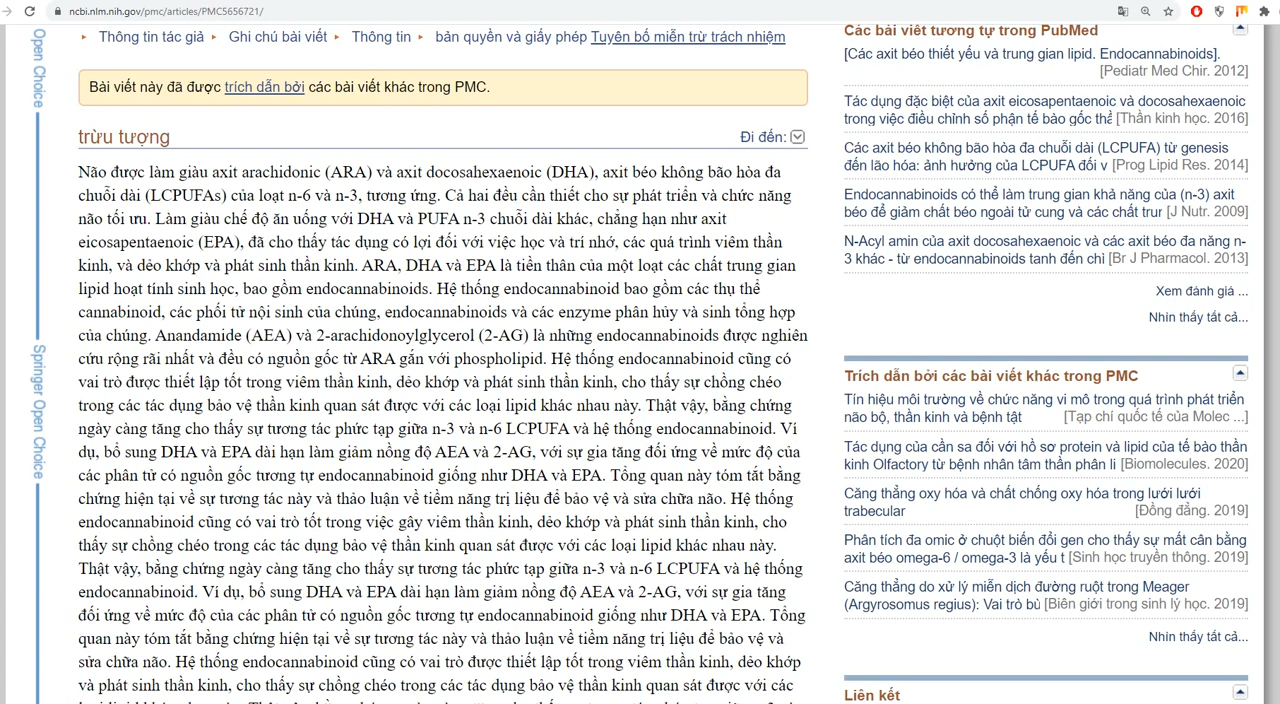 ncbi.nlm.nih.gov/pmc/articles/PMC5656721/
Open Choice
Springer Open Choice
Thông tin tác giả ▸ Ghi chú bài viết ▸ Thông tin ▸ bản quyền và giấy phép Tuyên bố miễn trừ trách nhiệm
Bài viết này đã được trích dẫn bởi các bài viết khác trong PMC.
trừu tượng
Đi đến:
Não được làm giàu axit arachidonic (ARA) và axit docosahexaenoic (DHA), axit béo không bão hòa đa
chuỗi dài (LCPUFAs) của loạt n-6 và n-3, tương ứng. Cả hai đều cần thiết cho sự phát triển và chức năng
não tối ưu. Làm giàu chế độ ăn uống với DHA và PUFA n-3 chuỗi dài khác, chẳng hạn như axit
eicosapentaenoic (EPA), đã cho thấy tác dụng có lợi đối với việc học và trí nhớ, các quá trình viêm thần
kinh, và dẻo khớp và phát sinh thần kinh. ARA, DHA và EPA là tiền thân của một loạt các chất trung gian
lipid hoạt tính sinh học, bao gồm endocannabinoids. Hệ thống endocannabinoid bao gồm các thụ thể
cannabinoid, các phối tử nội sinh của chúng, endocannabinoids và các enzyme phân hủy và sinh tổng hợp
của chúng. Anandamide (AEA) và 2-arachidonoylglycerol (2-AG) là những endocannabinoids được nghiên
cứu rộng rãi nhất và đều có nguồn gốc từ ARA gắn với phospholipid. Hệ thống endocannabinoid cũng có
vai trò được thiết lập tốt trong viêm thần kinh, dẻo khớp và phát sinh thần kinh, cho thấy sự chồng chéo
trong các tác dụng bảo vệ thần kinh quan sát được với các loại lipid khác nhau này. Thật vậy, bằng chứng
ngày càng tăng cho thấy sự tương tác phức tạp giữa n-3 và n-6 LCPUFA và hệ thống endocannabinoid. Ví
dụ, bổ sung DHA và EPA dài hạn làm giảm nồng độ AEA và 2-AG, với sự gia tăng đối ứng về mức độ của
các phân tử có nguồn gốc tương tự endocannabinoid giống như DHA và EPA. Tổng quan này tóm tắt bằng
chứng hiện tại về sự tương tác này và thảo luận về tiềm năng trị liệu để bảo vệ và sửa chữa não. Hệ thống
endocannabinoid cũng có vai trò tốt trong việc gây viêm thần kinh, dẻo khớp và phát sinh thần kinh, cho
thấy sự chồng chéo trong các tác dụng bảo vệ thần kinh quan sát được với các loại lipid khác nhau này.
Thật vậy, bằng chứng ngày càng tăng cho thấy sự tương tác phức tạp giữa n-3 và n-6 LCPUFA và hệ thống
endocannabinoid. Ví dụ, bổ sung DHA và EPA dài hạn làm giảm nồng độ AEA và 2-AG, với sự gia tăng
đối ứng về mức độ của các phân tử có nguồn gốc tương tự endocannabinoid giống như DHA và EPA. Tổng
quan này tóm tắt bằng chứng hiện tại về sự tương tác này và thảo luận về tiềm năng trị liệu để bảo vệ và
sửa chữa não. Hệ thống endocannabinoid cũng có vai trò được thiết lập tốt trong viêm thần kinh, dẻo khớp
và phát sinh thần kinh, cho thấy sự chồng chéo trong các tác dụng bảo vệ thần kinh quan sát được với các
Các bài viết tương tự trong PubMed
[Các axit béo thiết yếu và trung gian lipid. Endocannabinoids].
[Pediatr Med Chir. 2012]
Tác dụng đặc biệt của axit eicosapentaenoic và docosahexaenoic
trong việc điều chỉnh số phận tế bào gốc thầ [Thần kinh học. 2016]
Các axit béo không bão hòa đa chuỗi dài (LCPUFA) từ genesis
đến lão hóa: ảnh hưởng của LCPUFA đối v [Prog Lipid Res. 2014]
Endocannabinoids có thể làm trung gian khả năng của (n-3) axit
béo để giảm chất béo ngoài tử cung và các chất trur [J Nutr. 2009]
N-Acyl amin của axit docosahexaenoic và các axit béo đa năng n-
3 khác - từ endocannabinoids tanh đến chi [Br J Pharmacol. 2013]
Xem đánh giá ...
Nhìn thấy tất cả...
Trích dẫn bởi các bài viết khác trong PMC
Tín hiệu môi trường về chức năng vi mô trong quá trình phát triển
não bộ, thần kinh và bệnh tật [Tạp chí quốc tế của Molec ...]
Tác dụng của cần sa đối với hồ sơ protein và lipid của tế bào thần
kinh Olfactory từ bệnh nhân tâm thần phân li [Biomolecules. 2020]
Căng thẳng oxy hóa và chất chống oxy hóa trong lưới lưới
trabecular [Đồng đẳng. 2019]
Phân tích đa omic ở chuột biến đổi gen cho thấy sự mất cân bằng
axit béo omega-6 / omega-3 là yếu t [Sinh học truyền thông. 2019]
Căng thẳng do xử lý miễn dịch đường ruột trong Meager
(Argyrosomus regius): Vai trò bủ [Biên giới trong sinh lý học. 2019]
Nhìn thấy tất cả...
Liên kết